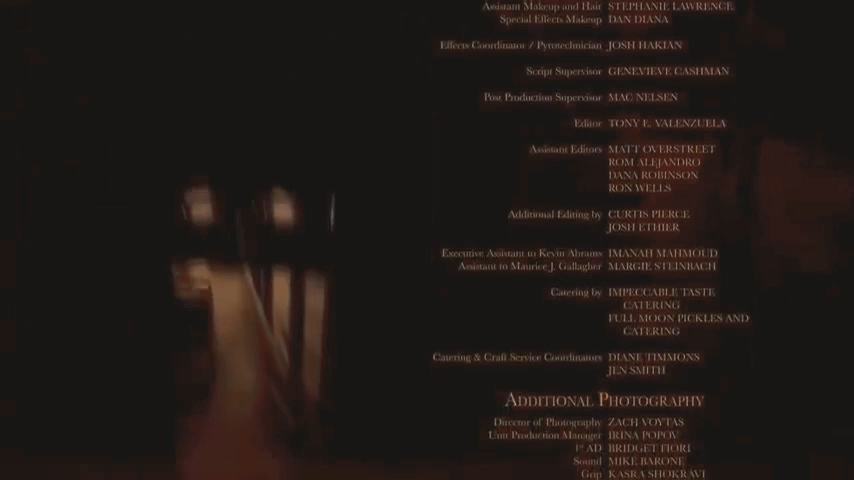 Assistant Makeup and Hair STEPHANIE LAWRENCE
Special Effects Makeup DAN DIANA
Effects Coordinator / Pyrotechnician JOSH HAKIAN
Script Supervisor GENEVIEVE CASHMAN
Post Production Supervisor MAC NELSEN
Editor TONY E. VALENZUELA
Assistant Editors MATT OVERSTREET
ROM ALEJANDRO
DANA ROBINSON
RON WELLS
Additional Editing by CURTIS PIERCE
JOSH ETHIER
Executive Assistant to Kevin Abrams IMANAH MAHMOUD
Assistant to Maurice J. Gallagher MARGIE STEINBACH
Catering by IMPECCABLE TASTE
CATERING
FULL MOON PICKLES AND
CATERING
Catering & Craft Service Coordinators DIANE TIMMONS
JEN SMITH
ADDITIONAL PHOTOGRAPHY
Director of Photography ZACH VOYTAS
Unit Production Manager IRINA POPOV
1st AD BRIDGET FIORI
Sound MIKE BARONE
Grip KASRA SHOKRAVI